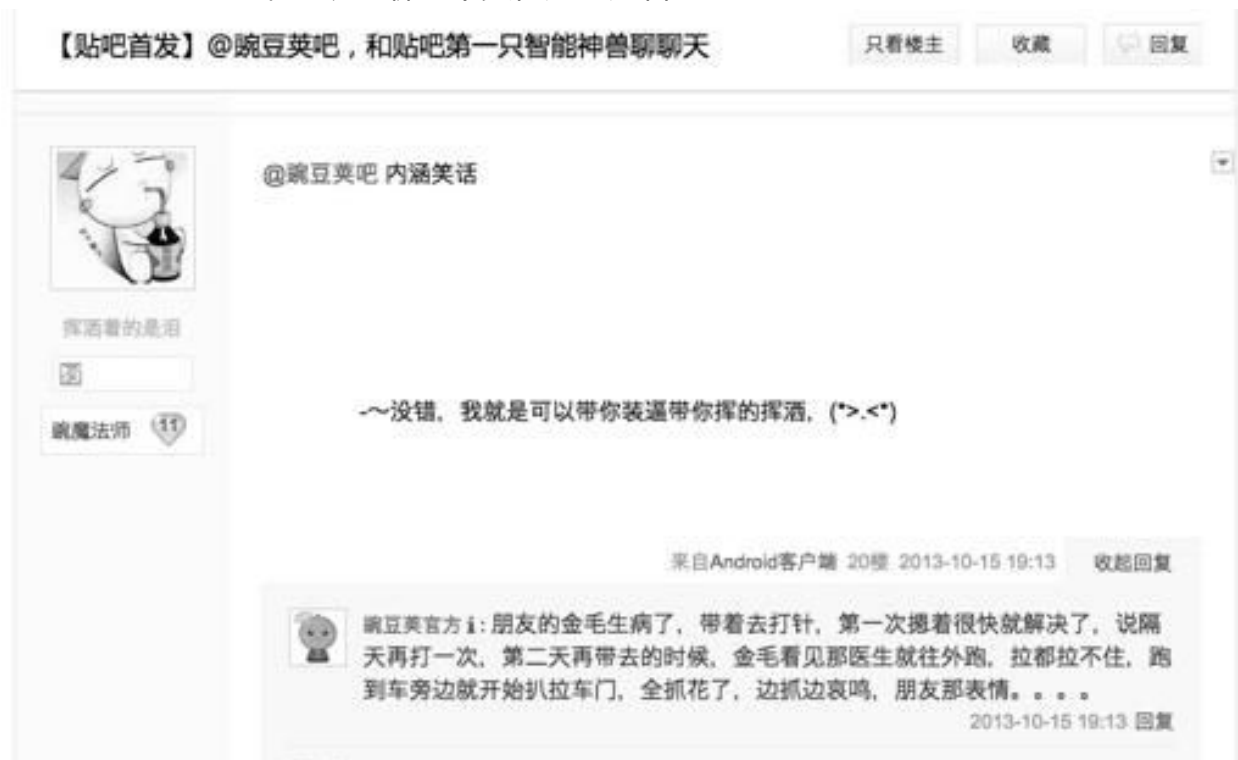 【贴吧首发】@豌豆荚吧,和贴吧第一只智能神兽聊聊天
只看楼主 收藏 回复
@豌豆荚吧 内涵笑话
挥洒着的是泪
豌魔法师 11
-～没错,我就是可以带你装逼带你挥的挥洒,(*>.<*)
来自Android客户端 20楼 2013-10-15 19:13 收起回复
豌豆荚官方i:朋友的金毛生病了,带着去打针,第一次摁着很快就解决了,说隔
天再打一次,第二天再带去的时候,金毛看见那医生就往外跑,拉都拉不住,跑
到车旁边就开始扒拉车门,全抓花了,边抓边哀鸣,朋友那表情。。。。
2013-10-15 19:13 回复